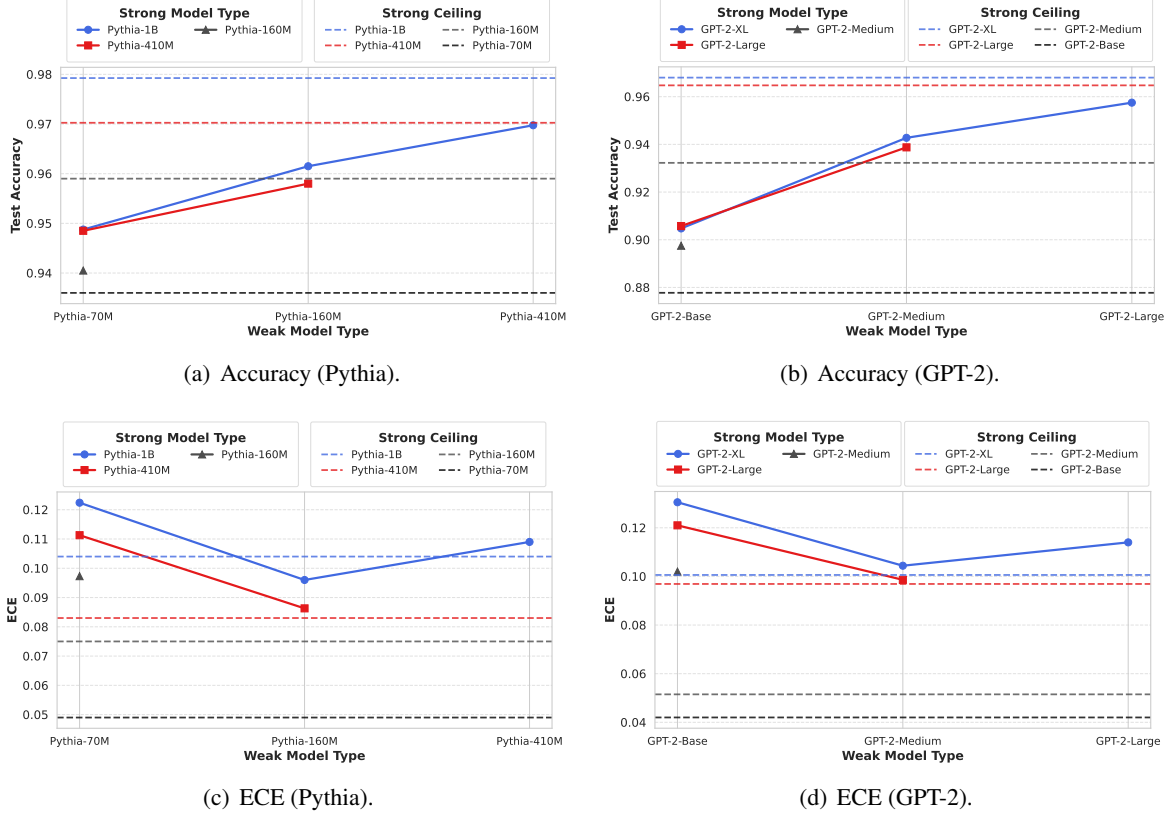 Strong Model Type
Pythia-1B
Pythia-160M
Pythia-410M
Strong Ceiling
Pythia-1B
Pythia-160M
Pythia-410M
Pythia-70M
0.98
0.97
0.96
0.95
0.94
Test Accuracy
Pythia-70M
Pythia-160M
Pythia-410M
Weak Model Type
(a) Accuracy (Pythia).
Strong Model Type
GPT-2-XL
GPT-2-Medium
GPT-2-Large
Strong Ceiling
GPT-2-XL
GPT-2-Medium
GPT-2-Large
GPT-2-Base
0.96
0.94
0.92
0.90
0.88
Test Accuracy
GPT-2-Base
GPT-2-Medium
GPT-2-Large
Weak Model Type
(b) Accuracy (GPT-2).
Strong Model Type
Pythia-1B
Pythia-160M
Pythia-410M
Strong Ceiling
Pythia-1B
Pythia-160M
Pythia-410M
Pythia-70M
0.12
0.11
0.10
0.09
0.08
0.07
0.06
0.05
ECE
Pythia-70M
Pythia-160M
Pythia-410M
Weak Model Type
(c) ECE (Pythia).
Strong Model Type
GPT-2-XL
GPT-2-Medium
GPT-2-Large
Strong Ceiling
GPT-2-XL
GPT-2-Medium
GPT-2-Large
GPT-2-Base
0.12
0.10
0.08
0.06
0.04
ECE
GPT-2-Base
GPT-2-Medium
GPT-2-Large
Weak Model Type
(d) ECE (GPT-2).